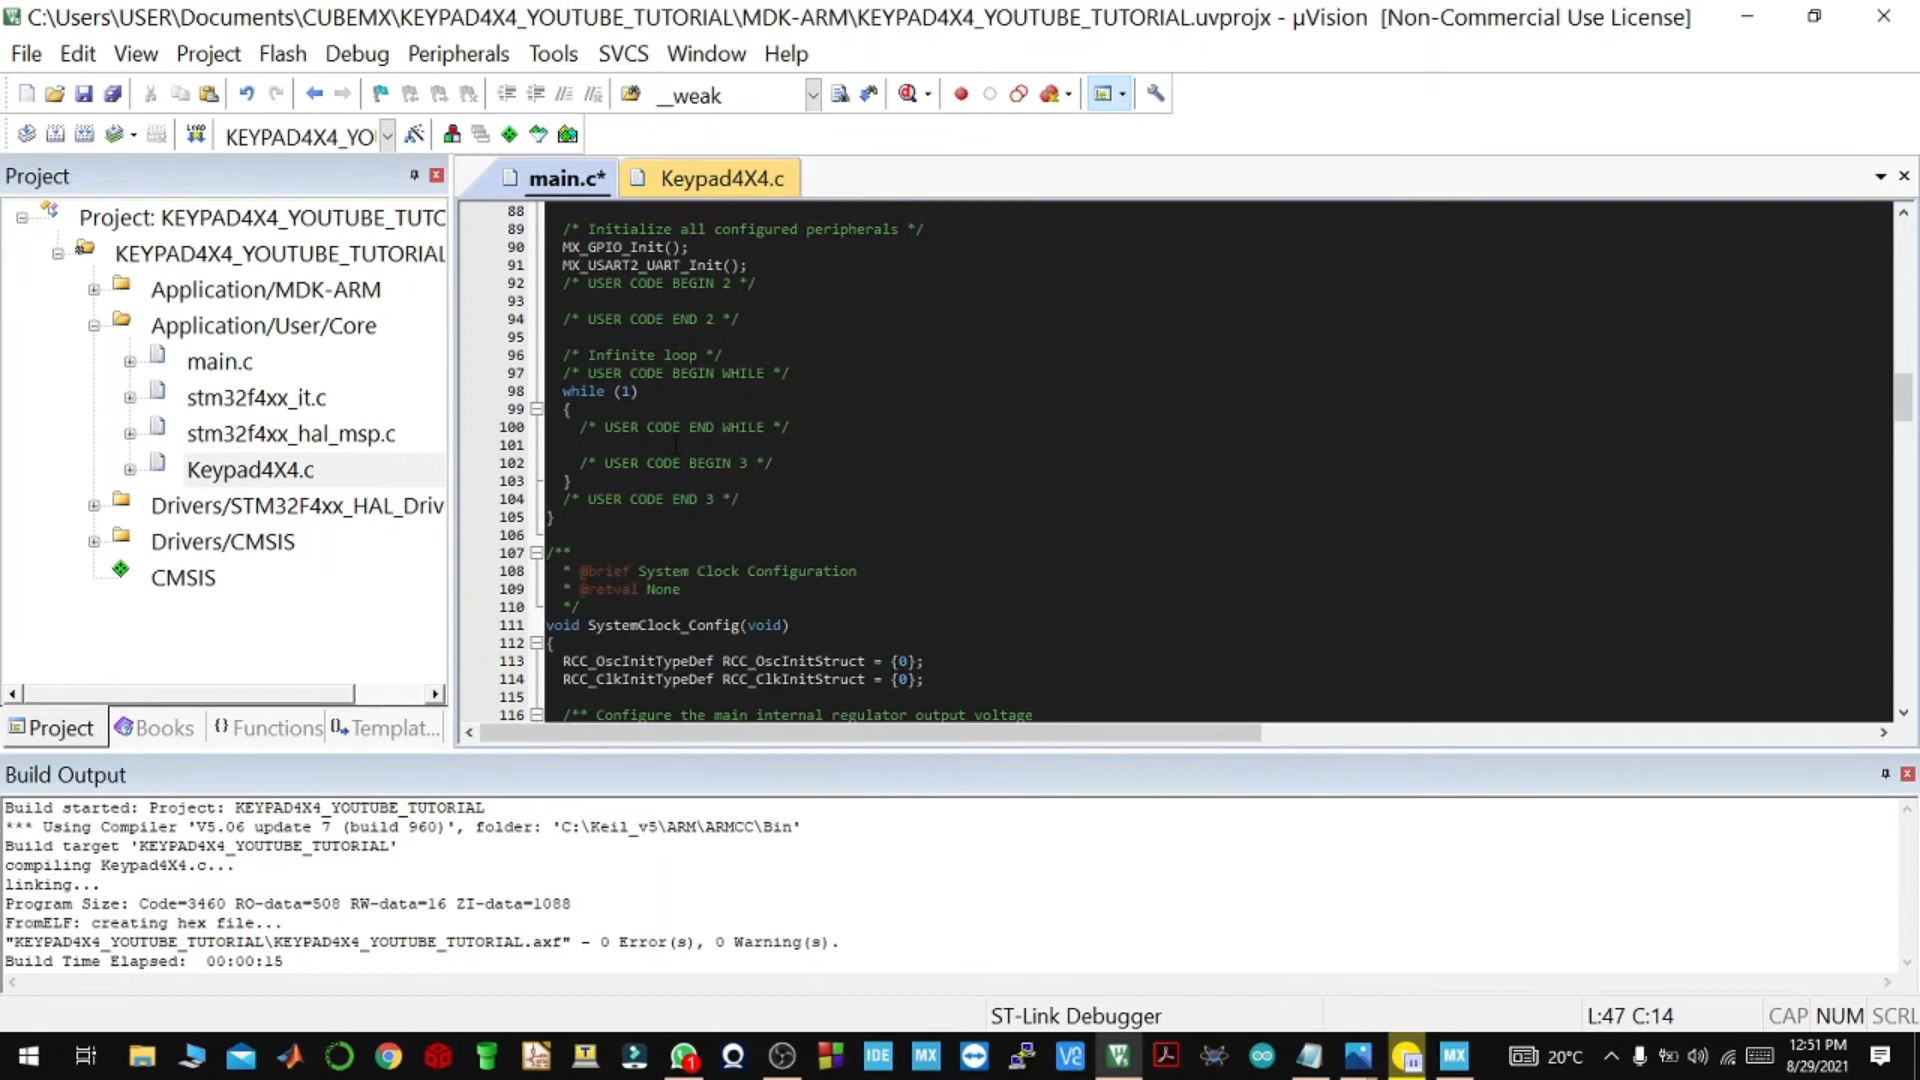 C:\Users\USER\Documents\CUBEMX\KEYPAD4X4_YOUTUBE_TUTORIAL\MDK-ARM\KEYPAD4X4_YOUTUBE_TUTORIAL.uvprojx - µVision [Non-Commercial Use License]
File Edit View Project Flash Debug Peripherals Tools SVCS Window Help
__weak
LOAD KEYPAD4X4_YO
Project
main.c* Keypad4X4.c
Project: KEYPAD4X4_YOUTUBE_TUTC
KEYPAD4X4_YOUTUBE_TUTORIAL
Application/MDK-ARM
Application/User/Core
main.c
stm32f4xx_it.c
stm32f4xx_hal_msp.c
Keypad4X4.c
Drivers/STM32F4xx_HAL_Driv
Drivers/CMSIS
CMSIS
Project Books {} Functions Templat...
88
89 /* Initialize all configured peripherals */
90 MX_GPIO_Init();
91 MX_USART2_UART_Init();
92 /* USER CODE BEGIN 2 */
93
94 /* USER CODE END 2 */
95
96 /* Infinite loop */
97 /* USER CODE BEGIN WHILE */
98 while (1)
99 {
100 /* USER CODE END WHILE */
101
102 /* USER CODE BEGIN 3 */
103 }
104 /* USER CODE END 3 */
105 }
106
107 /**
108 * @brief System Clock Configuration
109 * @retval None
110 */
111 void SystemClock_Config(void)
112 {
113 RCC_OscInitTypeDef RCC_OscInitStruct = {0};
114 RCC_ClkInitTypeDef RCC_ClkInitStruct = {0};
115
116 /** Configure the main internal regulator output voltage
Build Output
Build started: Project: KEYPAD4X4_YOUTUBE_TUTORIAL
*** Using Compiler 'V5.06 update 7 (build 960)', folder: 'C:\Keil_v5\ARM\ARMCC\Bin'
Build target 'KEYPAD4X4_YOUTUBE_TUTORIAL'
compiling Keypad4X4.c...
linking...
Program Size: Code=3460 RO-data=508 RW-data=16 ZI-data=1088
FromELF: creating hex file...
"KEYPAD4X4_YOUTUBE_TUTORIAL\KEYPAD4X4_YOUTUBE_TUTORIAL.axf" - 0 Error(s), 0 Warning(s).
Build Time Elapsed: 00:00:15
ST-Link Debugger L:47 C:14 CAP NUM SCRL
T 1 IDE MX V2 MX 20°C 12:51 PM
8/29/2021